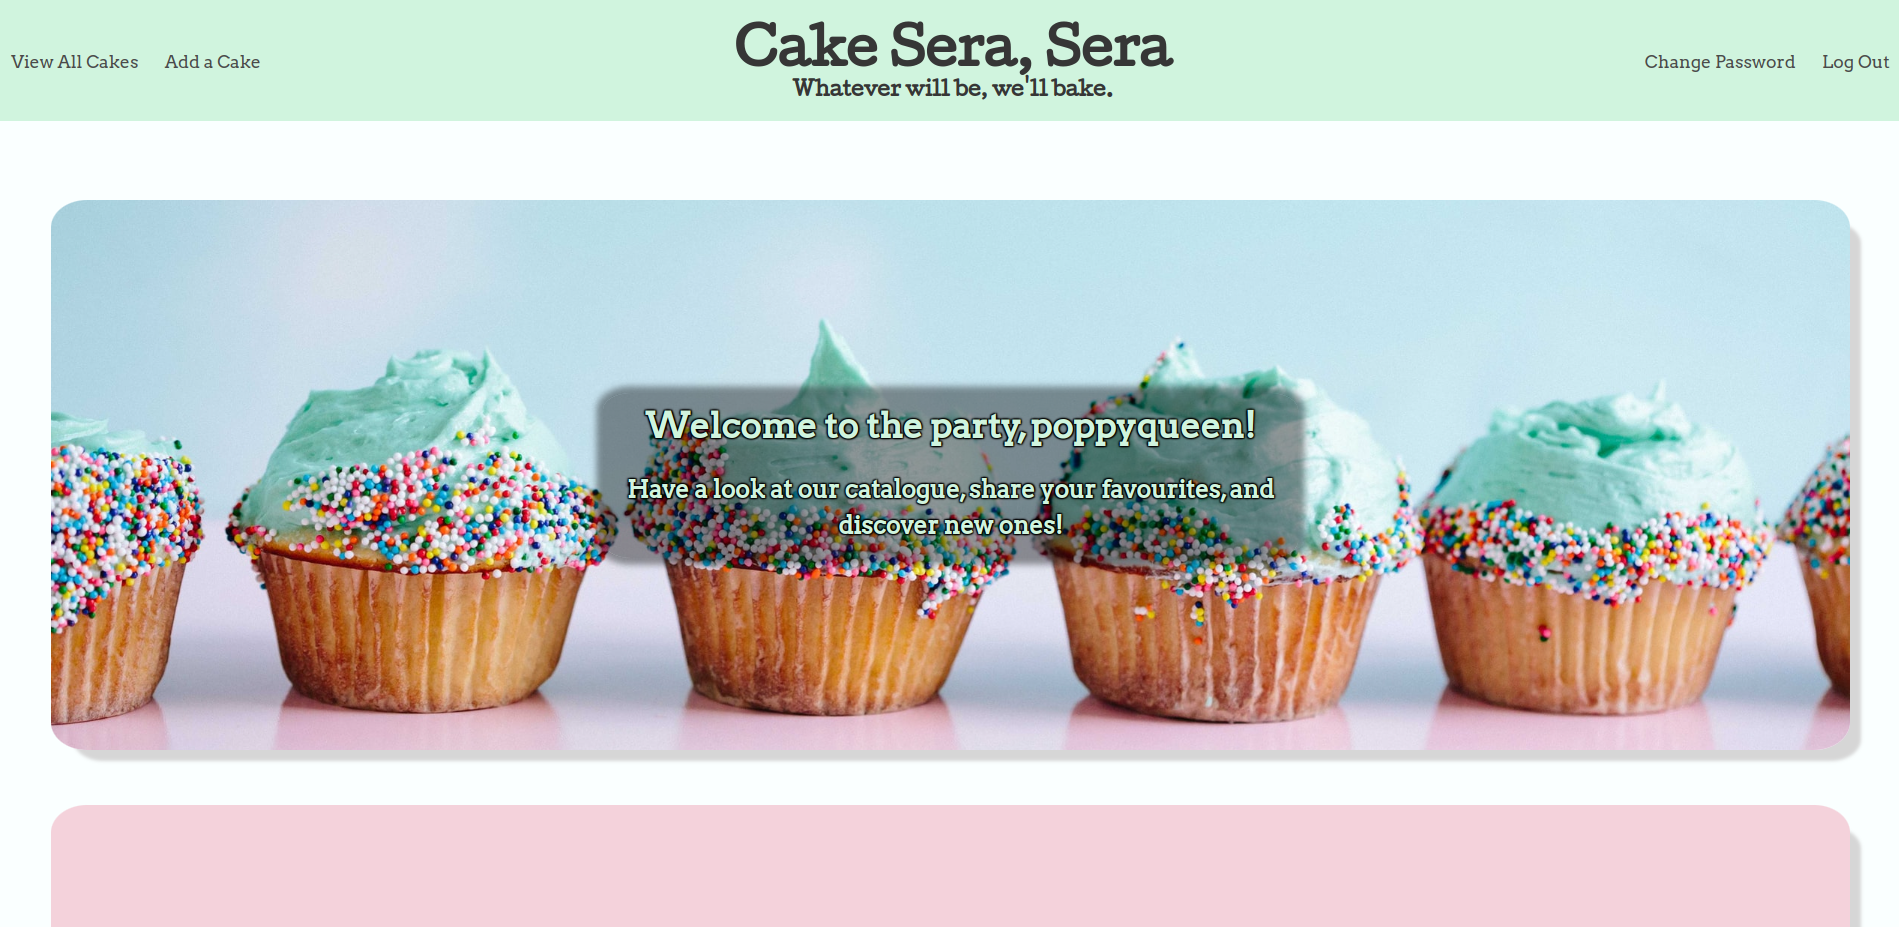 View All Cakes
Add a Cake
Cake Sera, Sera
Whatever will be, we'll bake.
Change Password
Log Out
Welcome to the party, poppyqueen!
Have a look at our catalogue, share your favourites, and
discover new ones!